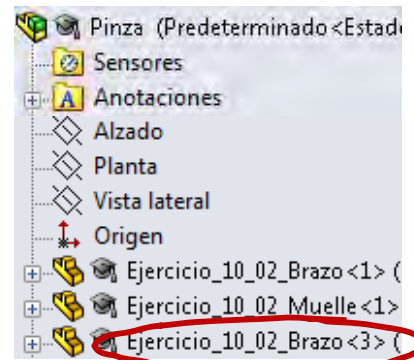 Pinza (Predeterminado<Estad
Sensores
A Anotaciones
Alzado
Planta
Vista lateral
Origen
Ejercicio_10_02_Brazo<1> (
Ejercicio_10_02_Muelle<1>
Ejercicio_10_02_Brazo<3> (